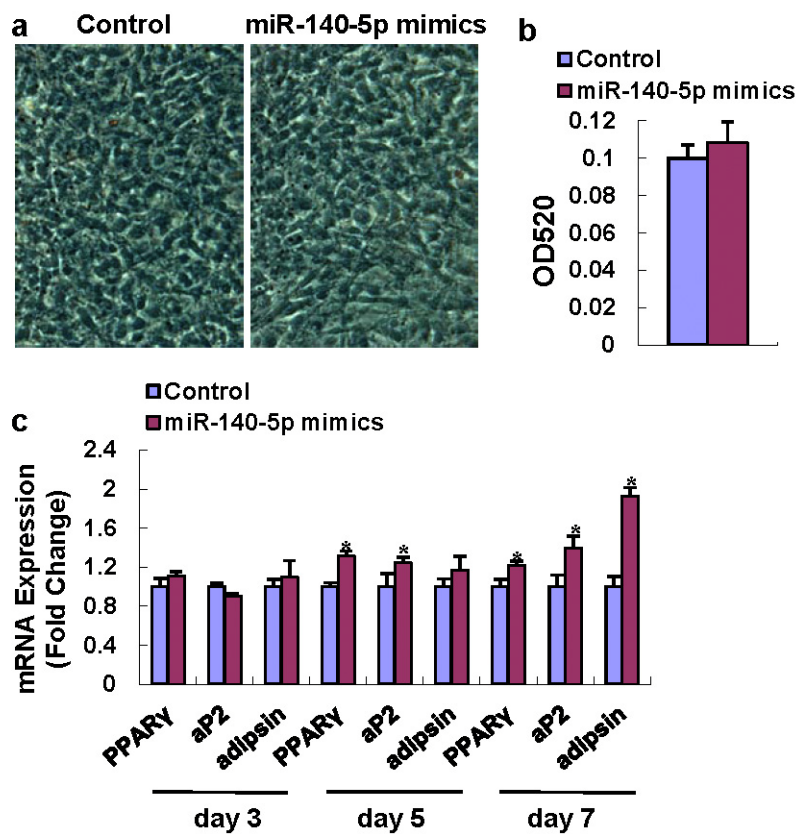 a
Control
miR-140-5p mimics
b
Control
miR-140-5p mimics
0.12
0.1
0.08
0.06
0.04
0.02
0
OD520
c
Control
miR-140-5p mimics
2.4
2
1.6
1.2
0.8
0.4
0
mRNA Expression
(Fold Change)
*
*
*
*
*
PPARγ
aP2
adipsin
PPARγ
aP2
adipsin
PPARγ
aP2
adipsin
day 3
day 5
day 7